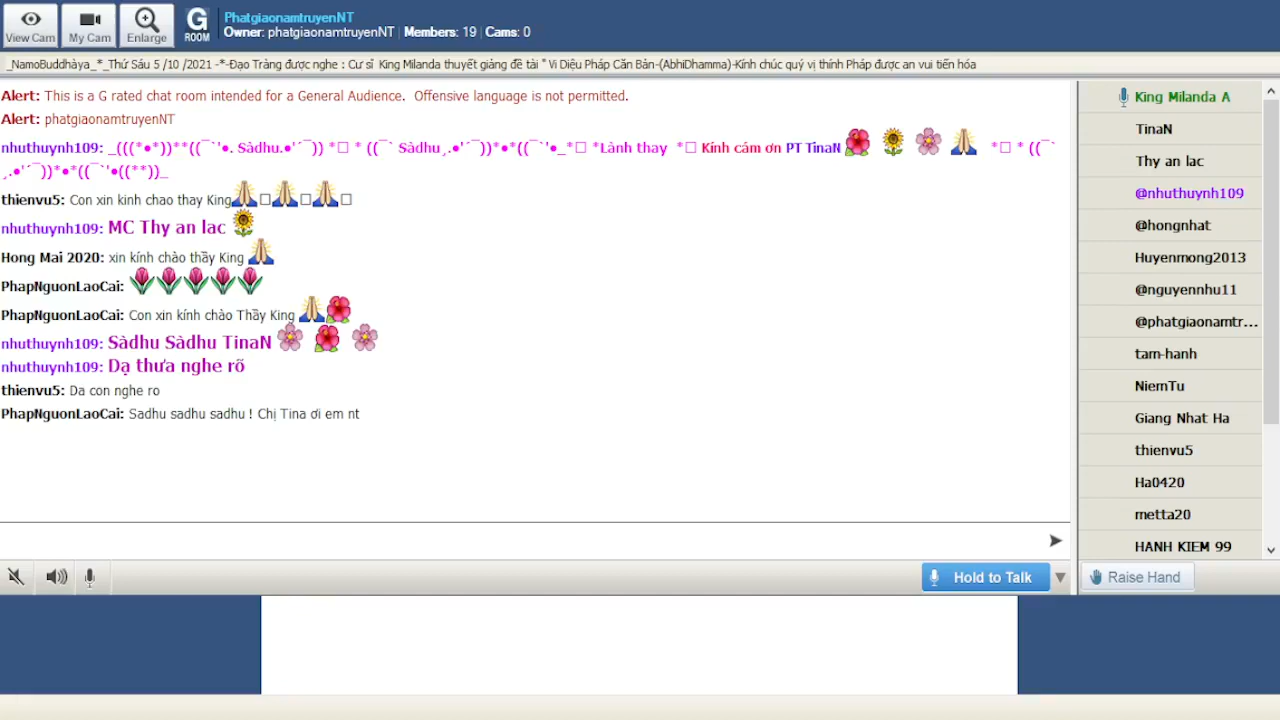 View Cam
My Cam
Enlarge
G
ROOM
PhatgiaonamtruyenNT
Owner: phatgiaonamtruyenNT | Members: 19 | Cams: 0
_NamoBuddhàya_*_Thứ Sáu 5 /10 /2021 -*-Đạo Tràng được nghe : Cư sĩ King Milanda thuyết giảng đề tài " Vi Diệu Pháp Căn Bản-(AbhiDhamma)-Kính chúc quý vị thính Pháp được an vui tiến hóa
Alert: This is a G rated chat room intended for a General Audience. Offensive language is not permitted.
Alert: phatgiaonamtruyenNT
nhuthuynh109: _(((*●*))**((¯`'●. Sàdhu.●'´¯)) *□ * ((¯` Sàdhu¸.●'´¯))*●*((¯`'●_*□ *Lành thay *□ Kính cám ơn PT TinaN *□ * ((¯`
¸.●'´¯))*●*((¯`'●((**))_
thienvu5: Con xin kinh chao thay King
nhuthuynh109: MC Thy an lac
Hong Mai 2020: xin kính chào thầy King
PhapNguonLaoCai:
PhapNguonLaoCai: Con xin kính chào Thầy King
nhuthuynh109: Sàdhu Sàdhu TinaN
nhuthuynh109: Dạ thưa nghe rõ
thienvu5: Da con nghe ro
PhapNguonLaoCai: Sadhu sadhu sadhu ! Chị Tina ơi em nt
King Milanda A
TinaN
Thy an lac
@nhuthuynh109
@hongnhat
Huyenmong2013
@nguyennhu11
@phatgiaonamtr...
tam-hanh
NiemTu
Giang Nhat Ha
thienvu5
Ha0420
metta20
HANH KIEM 99
Hold to Talk
Raise Hand